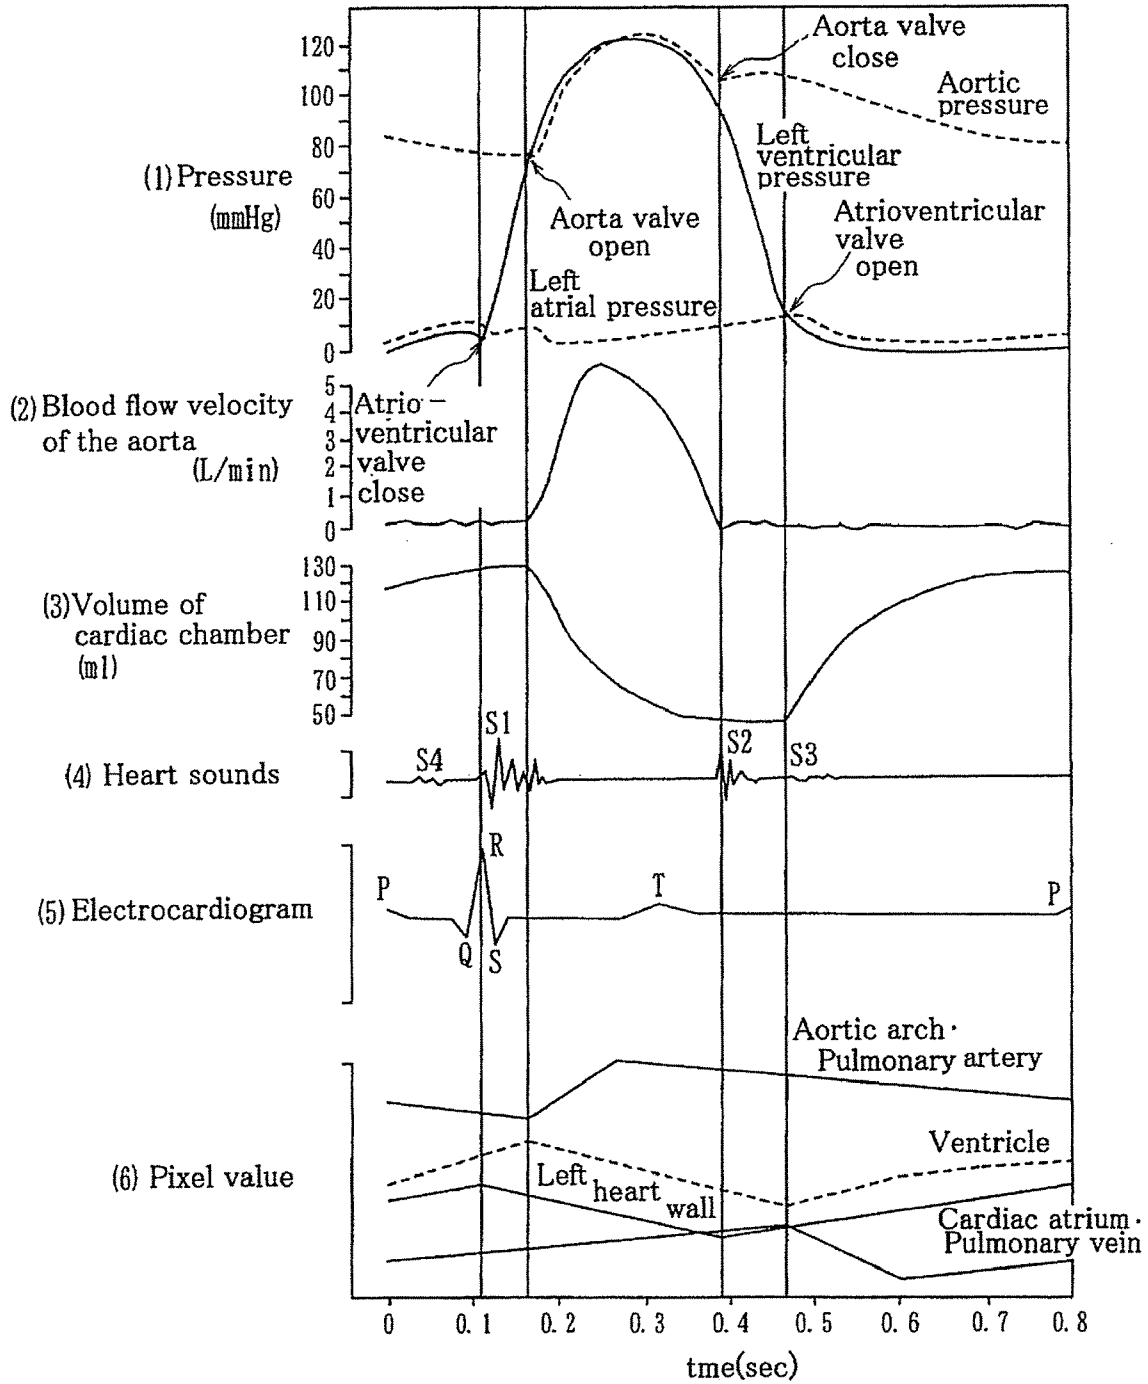 120
100
80
60
40
20
0
(1) Pressure
(mmHg)
Aorta valve
close
Aortic
pressure
Left
ventricular
pressure
Aorta valve
open
Atrioventricular
valve
open
Left
atrial pressure
(2) Blood flow velocity
of the aorta
(L/min)
5
4
3
2
1
0
Atrio-
ventricular
valve
close
(3) Volume of
cardiac chamber
(ml)
130
110
90
70
50
(4) Heart sounds
S4
S1
S2
S3
(5) Electrocardiogram
P
Q
R
S
T
P
(6) Pixel value
Aortic arch·
Pulmonary artery
Ventricle
Left heart wall
Cardiac atrium·
Pulmonary vein
0 0.1 0.2 0.3 0.4 0.5 0.6 0.7 0.8
tme(sec)